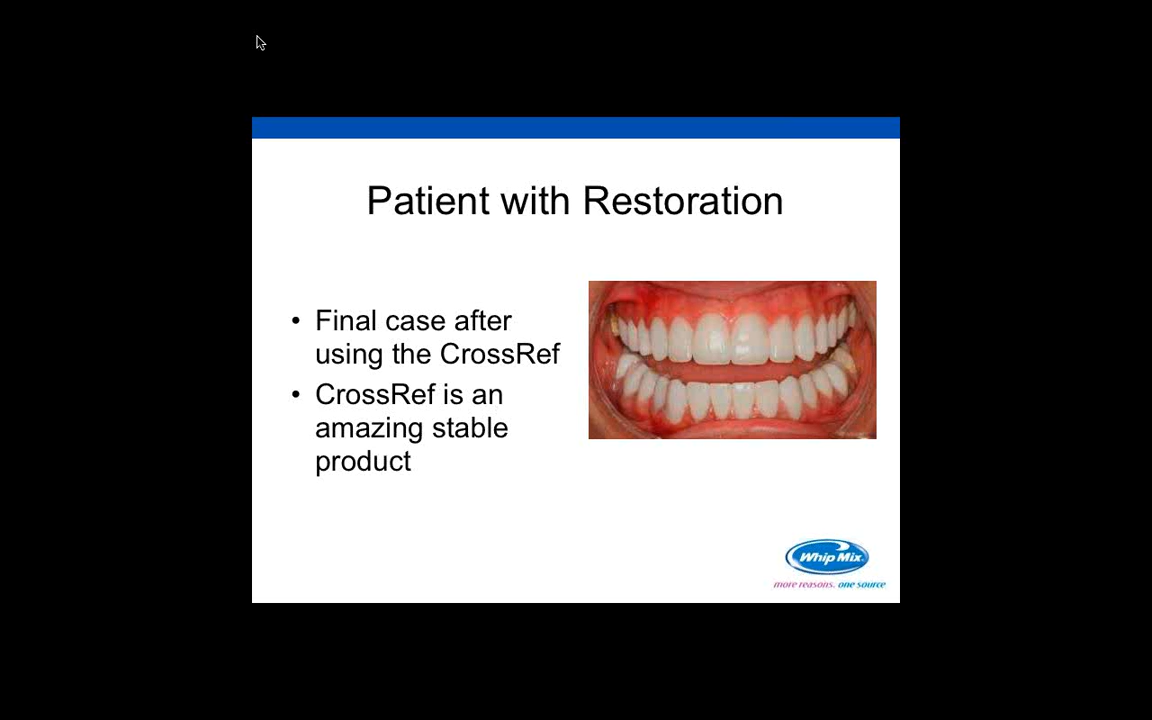 Patient with Restoration
• Final case after
using the CrossRef
• CrossRef is an
amazing stable
product
Whip Mix
more reasons. one source